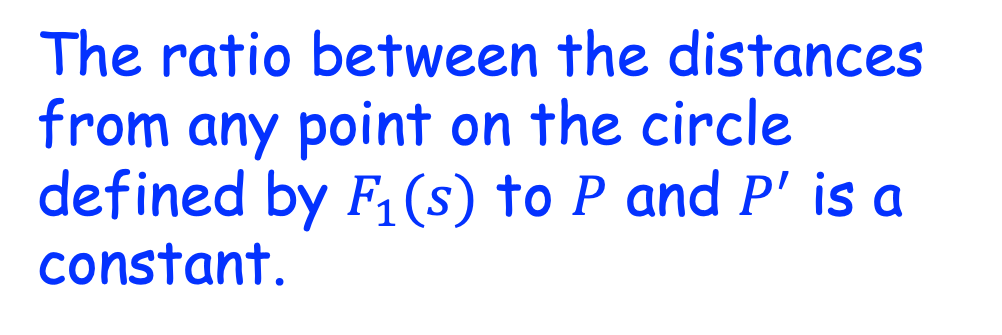 The ratio between the distances
from any point on the circle
defined by F₁(s) to P and P′ is a
constant.